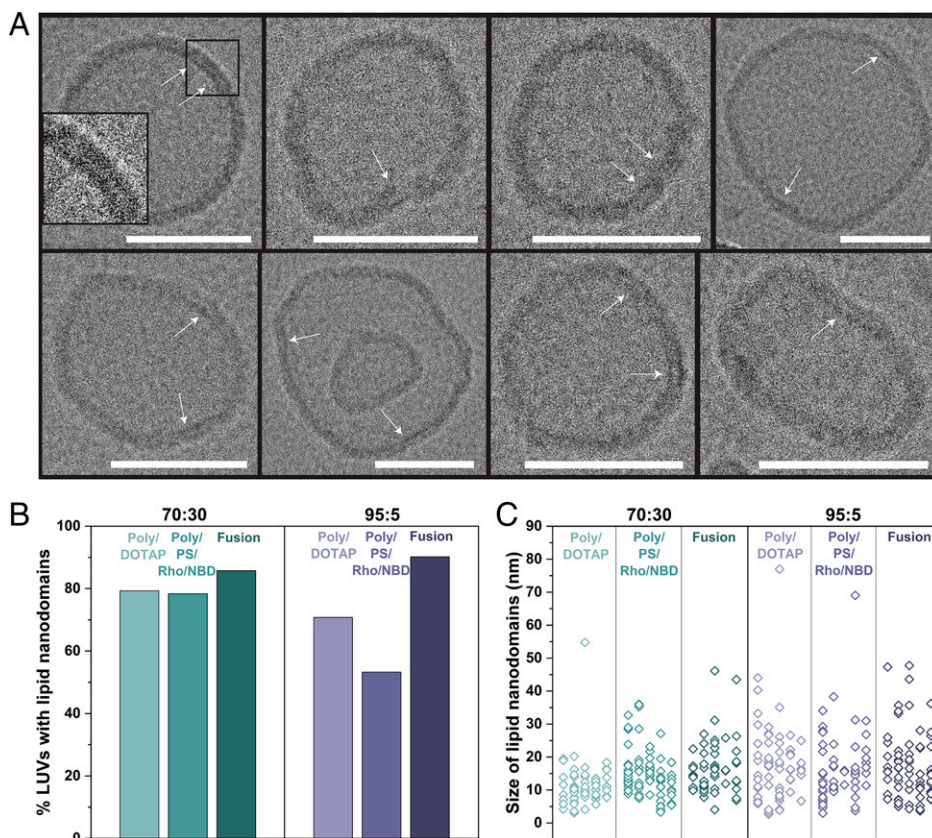 A
B
70:30
95:5
Poly/ Poly/ Fusion Poly/ Poly/ Fusion
DOTAP PS/ DOTAP PS/
Rho/NBD Rho/NBD
% LUVs with lipid nanodomains
100
80
60
40
20
0
C
70:30
95:5
Poly/ Poly/ Fusion Poly/ Poly/ Fusion
DOTAP PS/ DOTAP PS/
Rho/NBD Rho/NBD
Size of lipid nanodomains (nm)
90
80
70
60
50
40
30
20
10
0